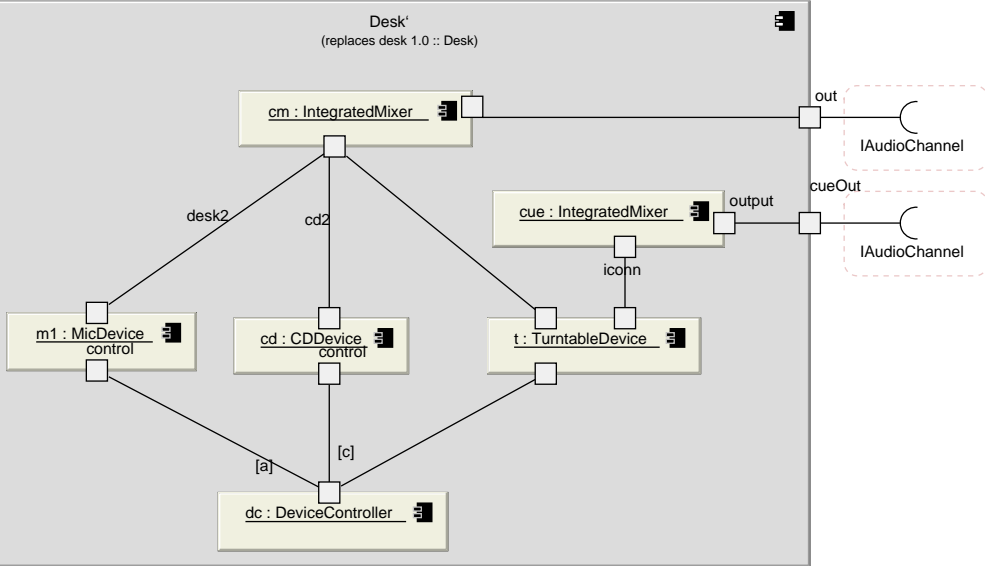 Desk‘
(replaces desk 1.0 :: Desk)
cm : IntegratedMixer
out
IAudioChannel
cueOut
desk2
cd2
cue : IntegratedMixer
output
IAudioChannel
iconn
m1 : MicDevice
control
cd : CDDevice
control
t : TurntableDevice
[a]
[c]
dc : DeviceController